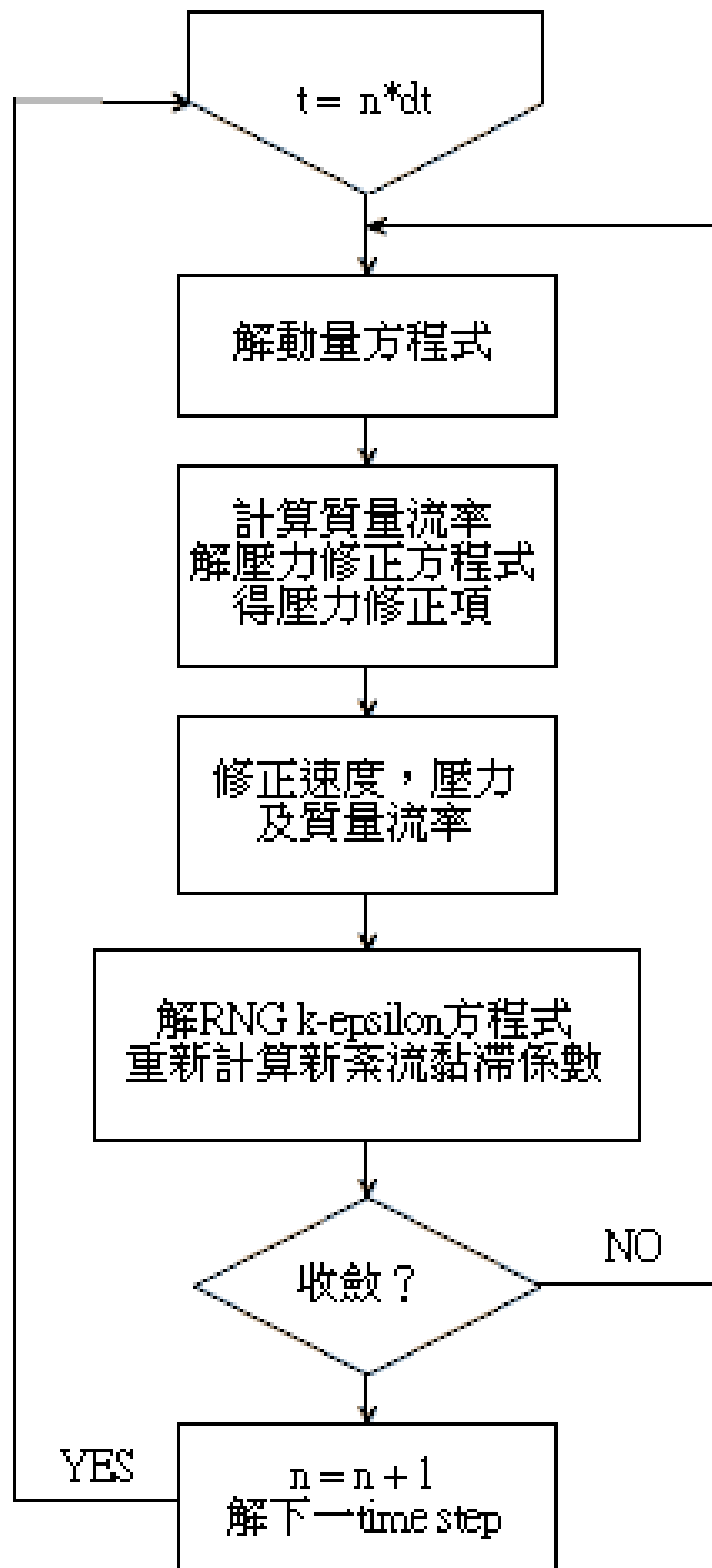 t = n*dt
解動量方程式
計算質量流率
解壓力修正方程式
得壓力修正項
修正速度，壓力
及質量流率
解RNG k-epsilon方程式
重新計算新紊流黏滯係數
收斂？
NO
YES
n = n + 1
解下一time step